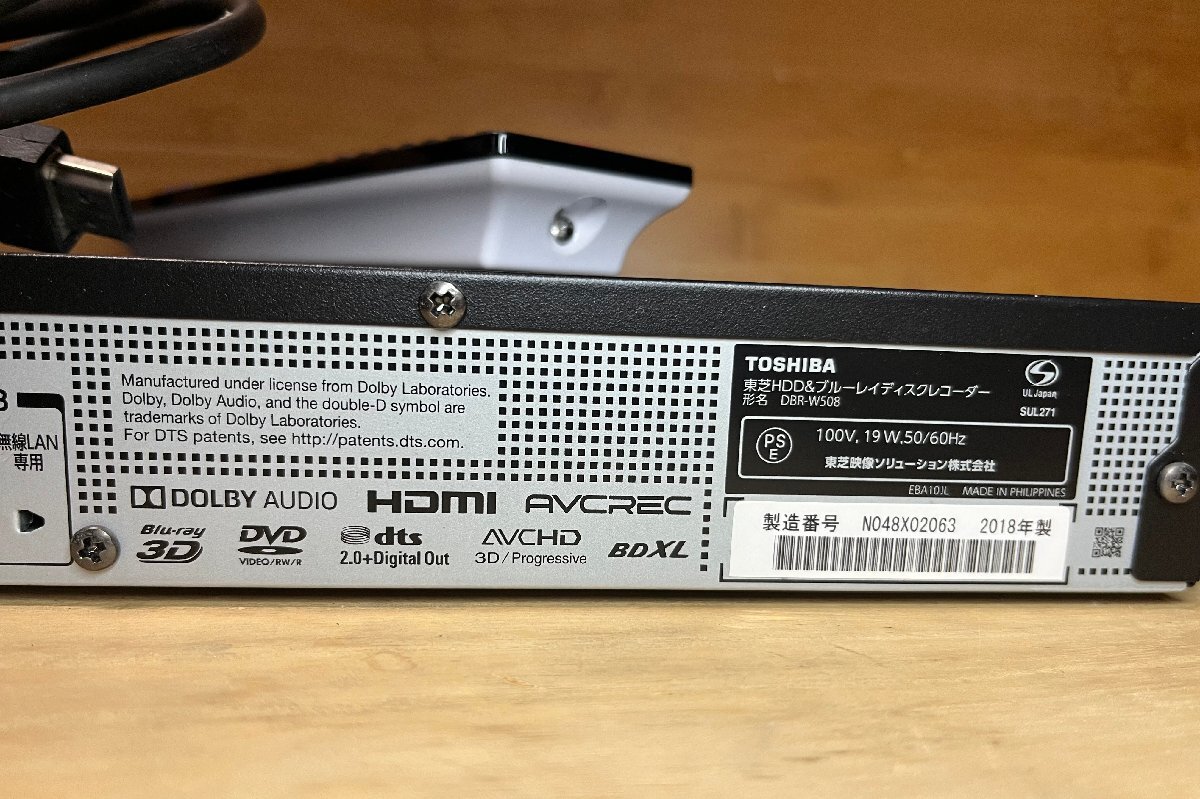 無線LAN
専用
Manufactured under license from Dolby Laboratories.
Dolby, Dolby Audio, and the double-D symbol are
trademarks of Dolby Laboratories.
For DTS patents, see http://patents.dts.com.
DOLBY AUDIO HDMI AVCREC
Blu-ray 3D
DVD
VIDEO/RW/R
dts
2.0+Digital Out
AVCHD
3D/Progressive
BDXL
TOSHIBA
東芝HDD&ブルーレイディスクレコーダー
形名 DBR-W508
UL Japan
SUL271
PS
E
100V, 19W, 50/60Hz
東芝映像ソリューション株式会社
EBA10JL MADE IN PHILIPPINES
製造番号 N048X02063 2018年製